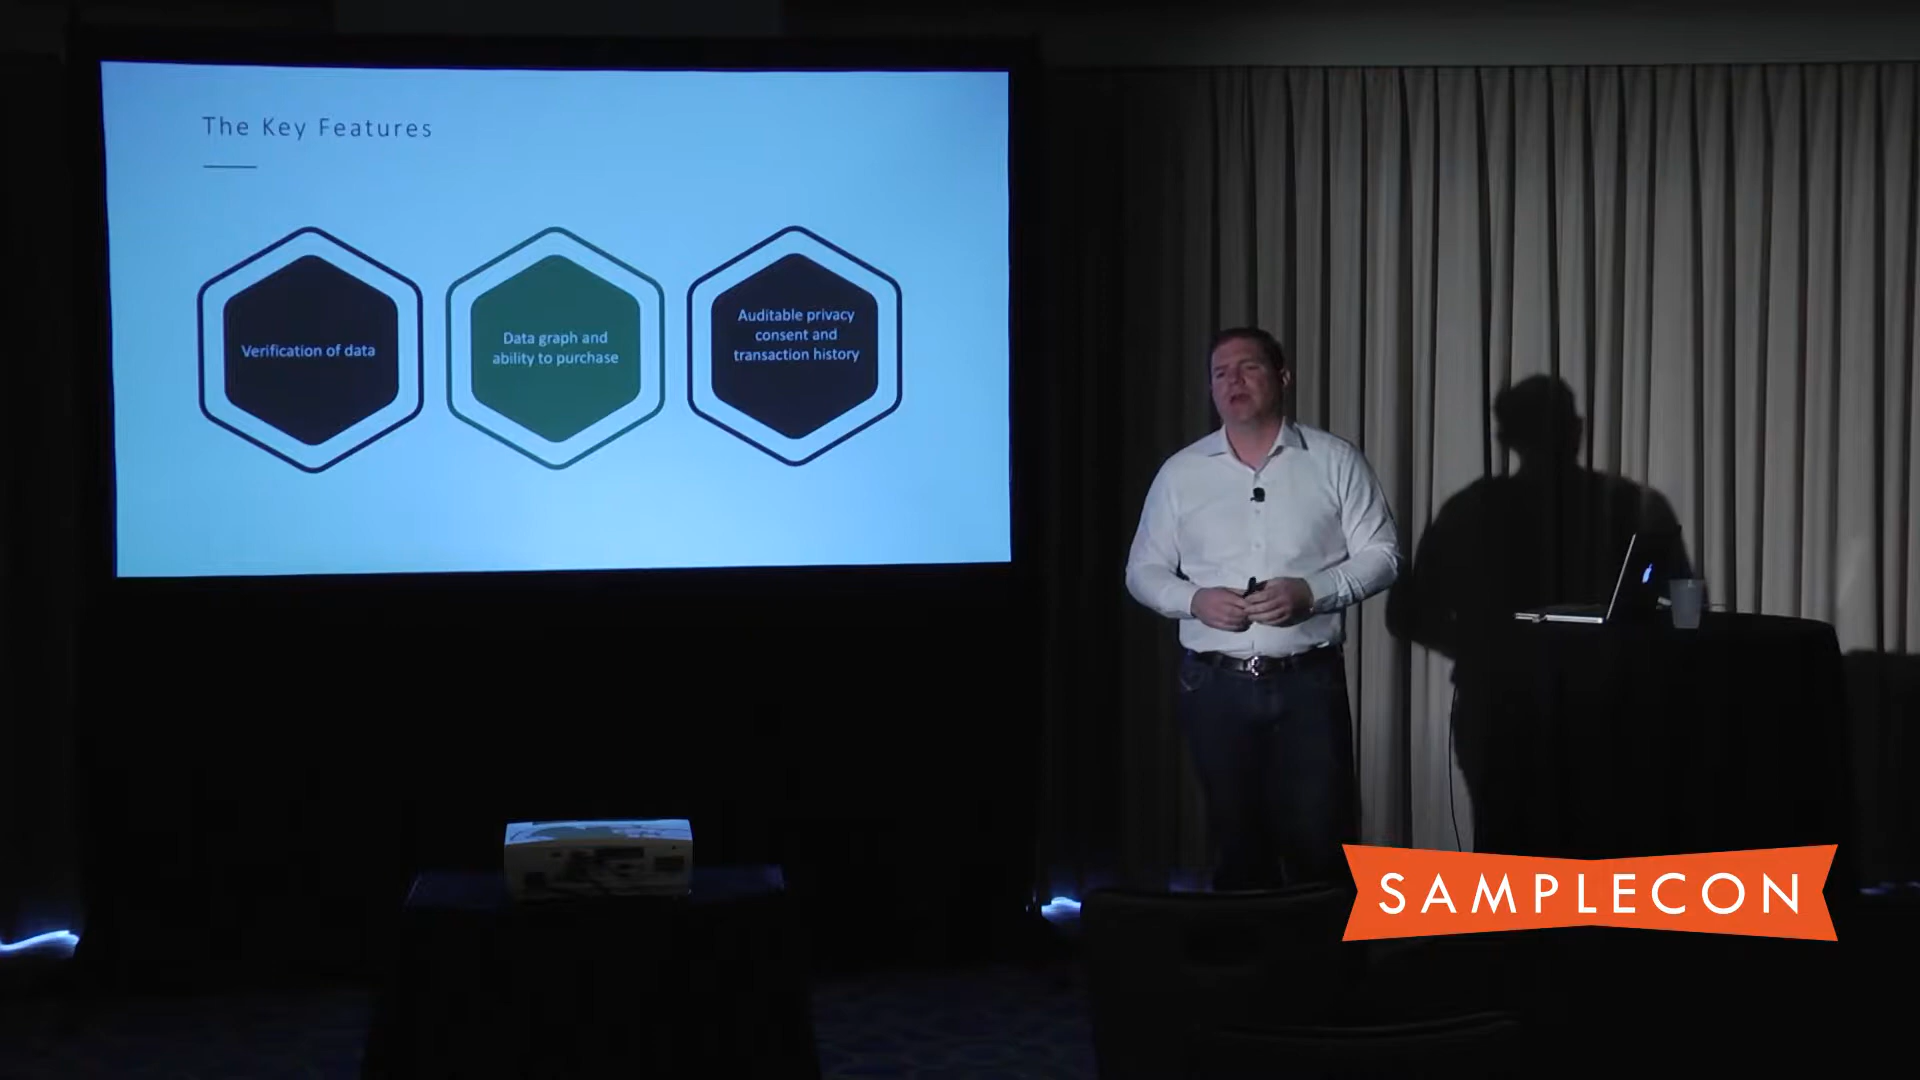 The Key Features
Verification of data
Data graph and
ability to purchase
Auditable privacy
consent and
transaction history
SAMPLECON